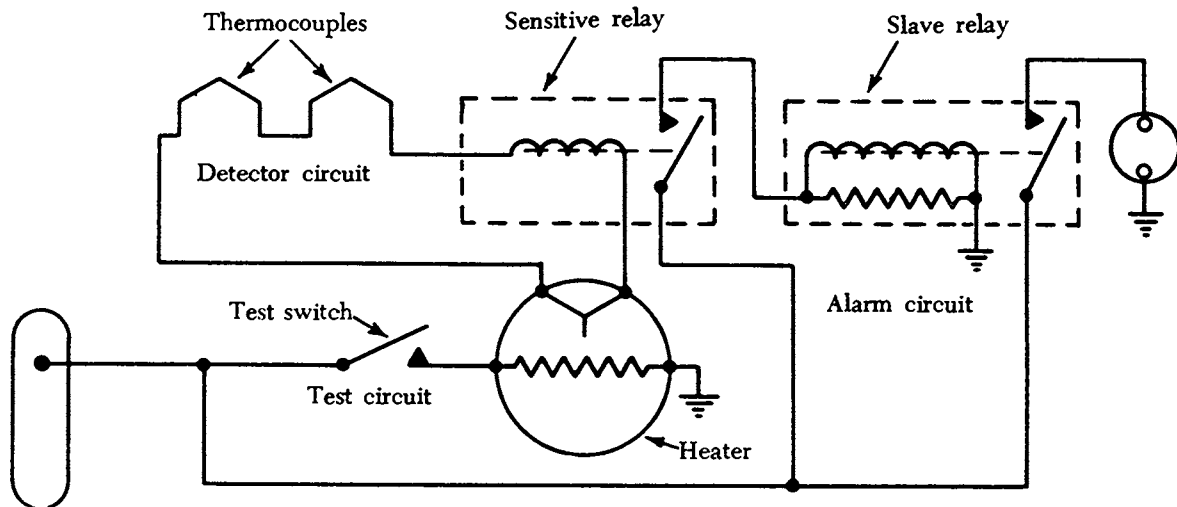 Thermocouples
Sensitive relay
Slave relay
Detector circuit
Test switch
Alarm circuit
Test circuit
Heater